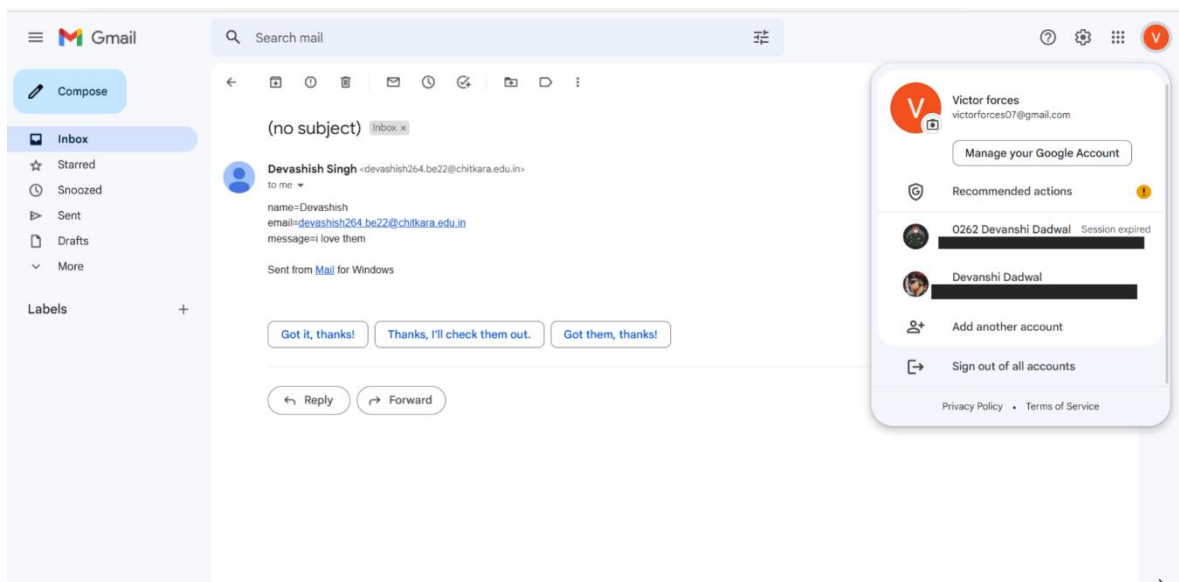 Gmail
Search mail
V
Compose
Inbox
Starred
Snoozed
Sent
Drafts
More
Labels
(no subject) Inbox ×
Devashish Singh <devashish264.be22@chitkara.edu.in>
to me
name=Devashish
email=devashish264.be22@chitkara.edu.in
message=i love them
Sent from Mail for Windows
Got it, thanks! Thanks, I'll check them out. Got them, thanks!
Reply Forward
V
Victor forces
victorforces07@gmail.com
Manage your Google Account
Recommended actions
0262 Devanshi Dadwal Session expired
Devanshi Dadwal
Add another account
Sign out of all accounts
Privacy Policy • Terms of Service